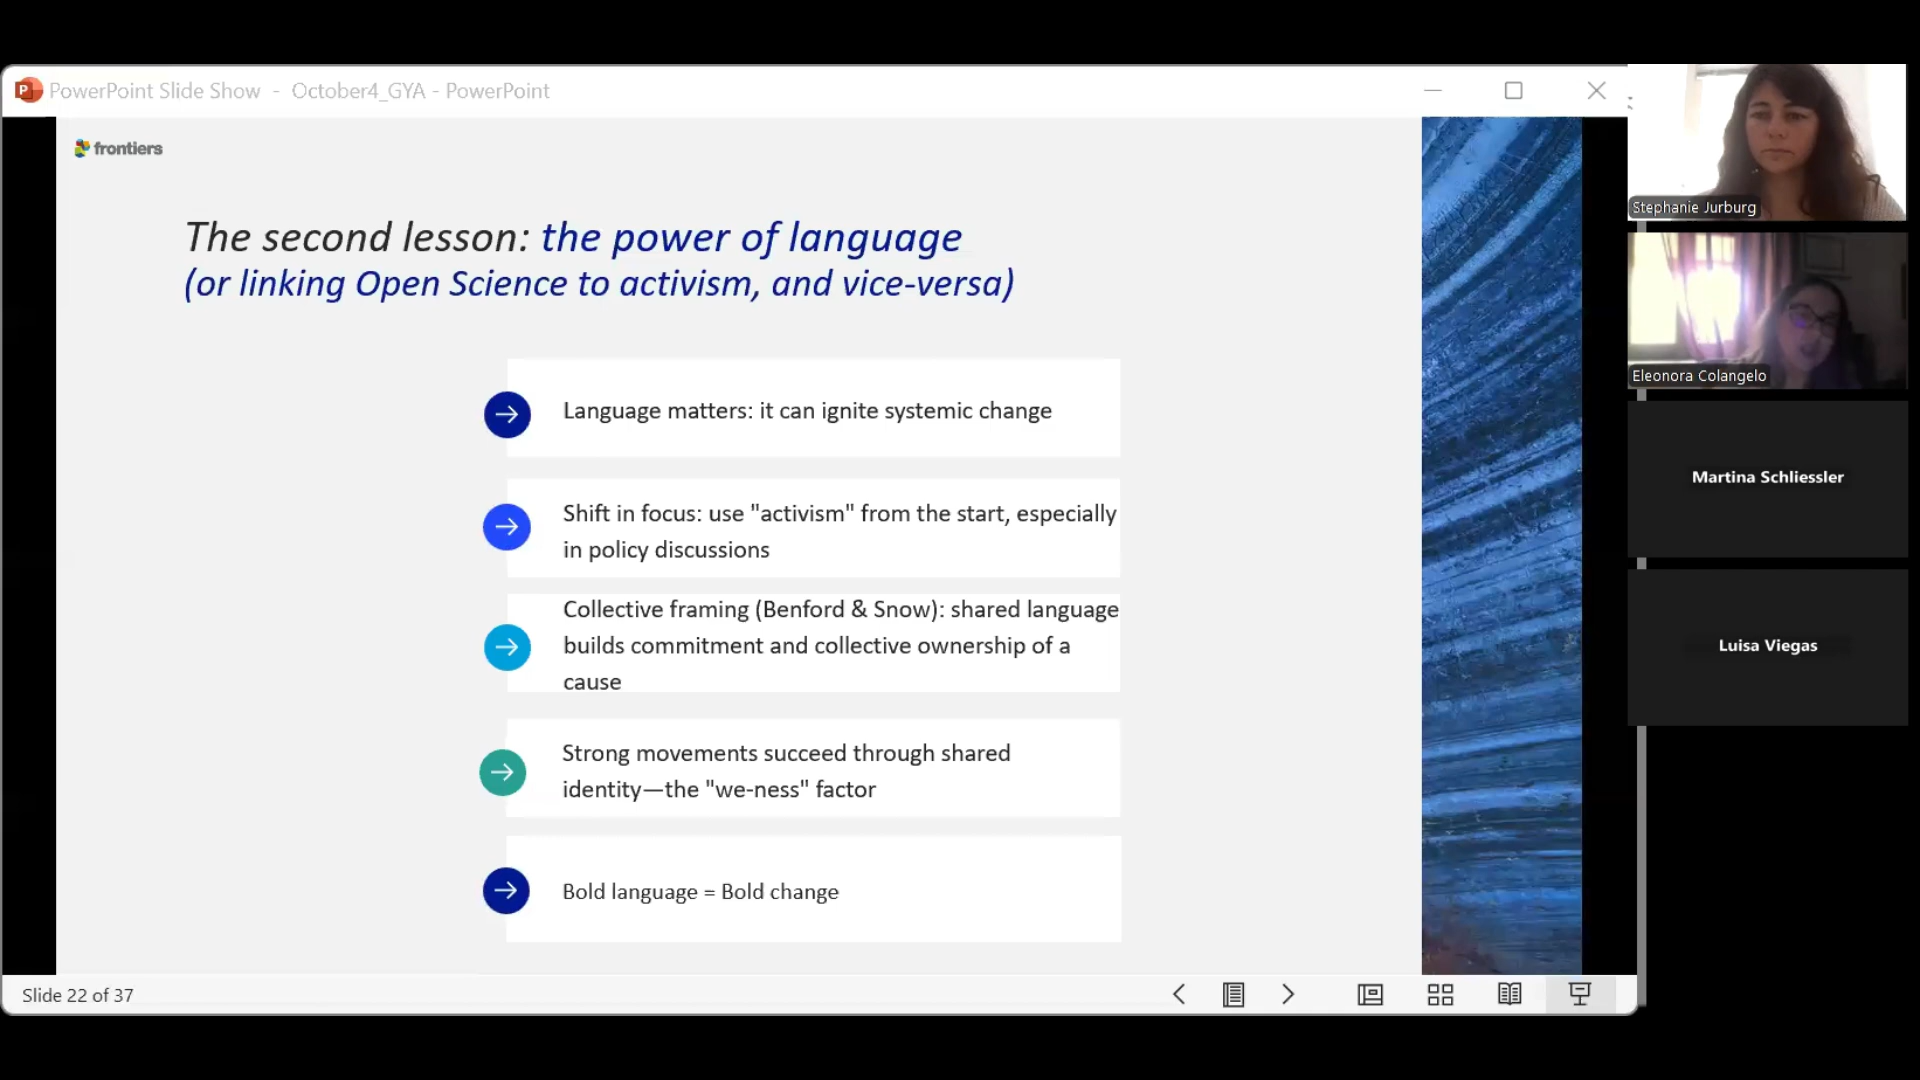 PowerPoint Slide Show - October4_GYA - PowerPoint
frontiers
The second lesson: the power of language
(or linking Open Science to activism, and vice-versa)
Language matters: it can ignite systemic change
Shift in focus: use "activism" from the start, especially
in policy discussions
Collective framing (Benford & Snow): shared language
builds commitment and collective ownership of a
cause
Strong movements succeed through shared
identity—the "we-ness" factor
Bold language = Bold change
Slide 22 of 37
Stephanie Jurburg
Eleonora Colangelo
Martina Schliessler
Luisa Viegas